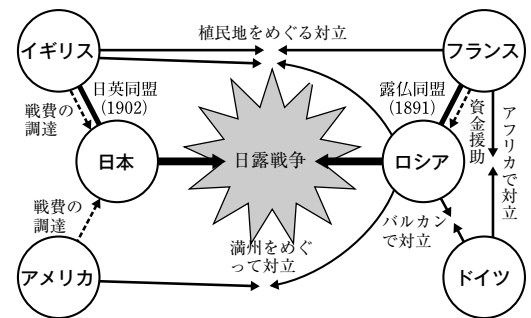 イギリス
植民地をめぐる対立
フランス
日英同盟
(1902)
露仏同盟
(1891)
戦費の
調達
資金援助
アフリカで
対立
日本
日露戦争
ロシア
戦費の
調達
満州をめぐ
って対立
バルカン
で対立
アメリカ
ドイツ